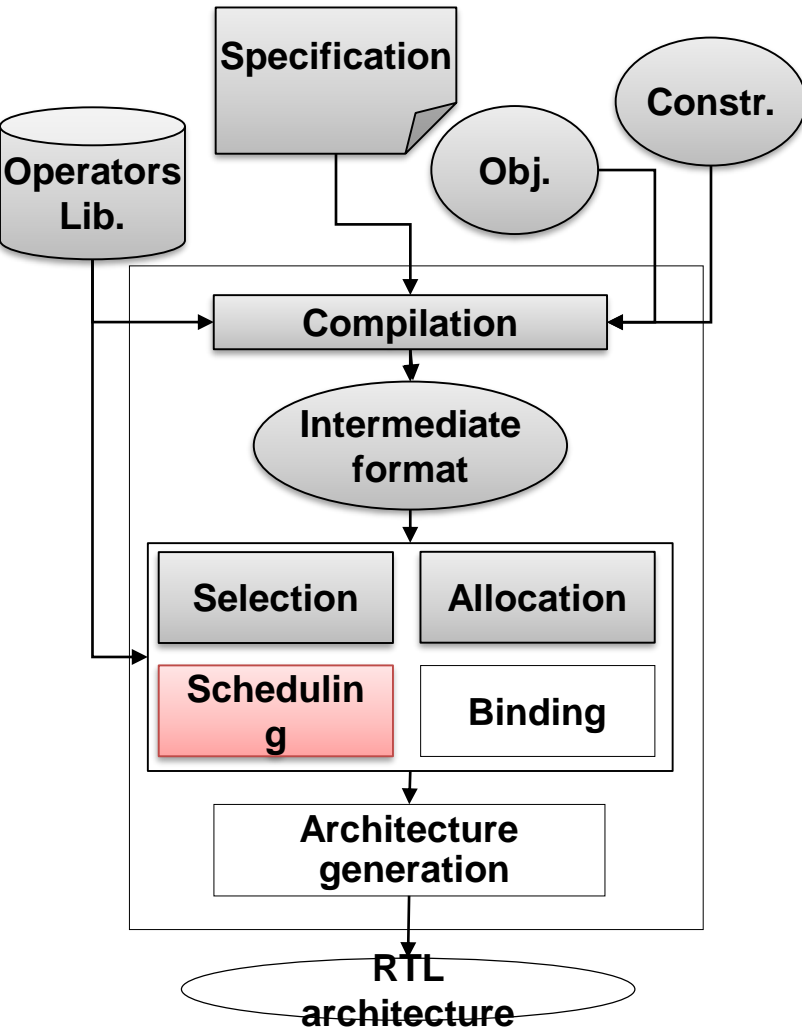 Specification
Constr.
Obj.
Operators
Lib.
Compilation
Intermediate
format
Selection
Allocation
Schedulin
g
Binding
Architecture
generation
RTL
architecture